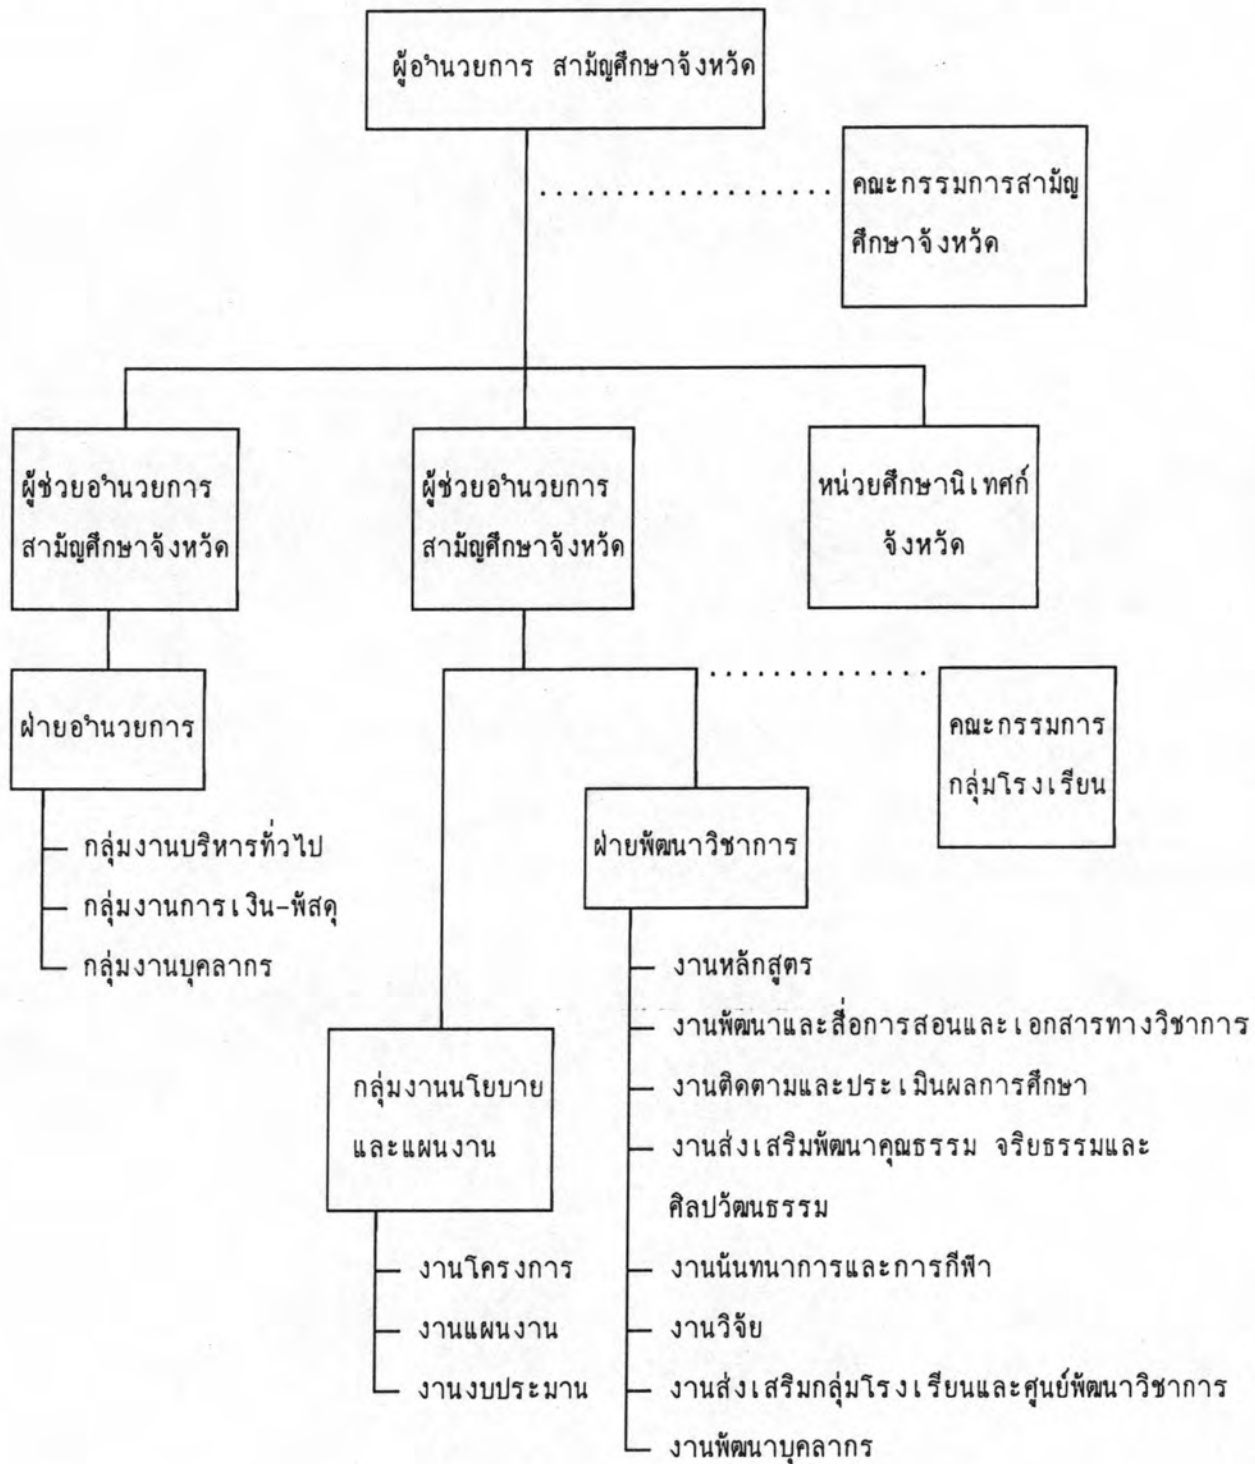 ผู้อำนวยการ สามัญศึกษาจังหวัด
คณะกรรมการสามัญ
ศึกษาจังหวัด
ผู้ช่วยอำนวยการ
สามัญศึกษาจังหวัด
ผู้ช่วยอำนวยการ
สามัญศึกษาจังหวัด
หน่วยศึกษานิเทศก์
จังหวัด
ฝ่ายอำนวยการ
กลุ่มงานบริหารทั่วไป
กลุ่มงานการเงิน-พัสดุ
กลุ่มงานบุคลากร
คณะกรรมการ
กลุ่มโรงเรียน
ฝ่ายพัฒนาวิชาการ
งานหลักสูตร
งานพัฒนาและสื่อการสอนและเอกสารทางวิชาการ
งานติดตามและประเมินผลการศึกษา
งานส่งเสริมพัฒนาคุณธรรม จริยธรรมและ
ศิลปวัฒนธรรม
งานนันทนาการและการกีฬา
งานวิจัย
งานส่งเสริมกลุ่มโรงเรียนและศูนย์พัฒนาวิชาการ
งานพัฒนาบุคลากร
กลุ่มงานนโยบาย
และแผนงาน
งานโครงการ
งานแผนงาน
งานงบประมาน